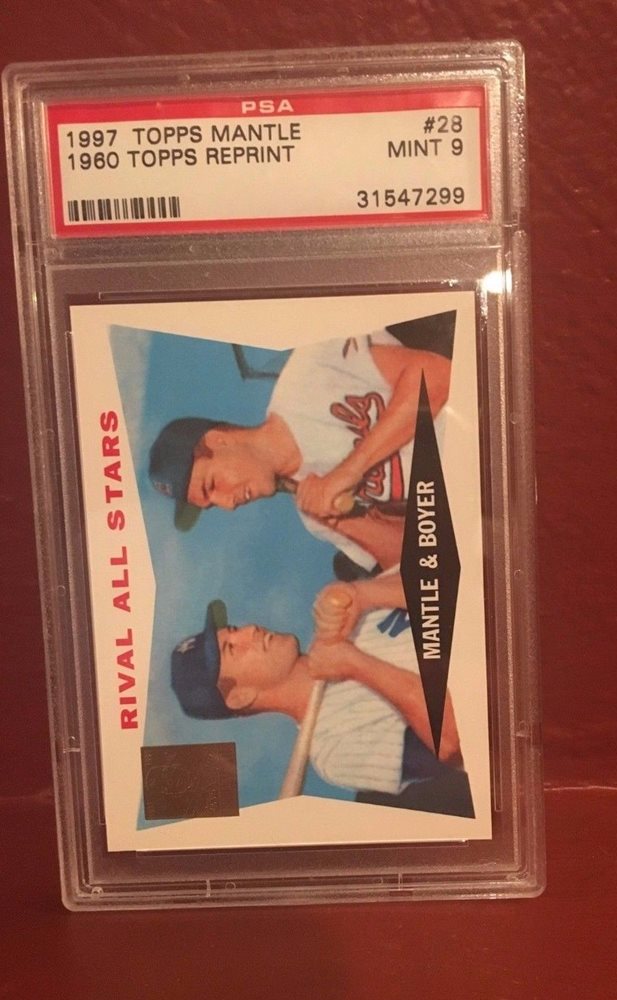 PSA
1997 TOPPS MANTLE #28
1960 TOPPS REPRINT MINT 9
31547299
RIVAL ALL STARS
MANTLE & BOYER